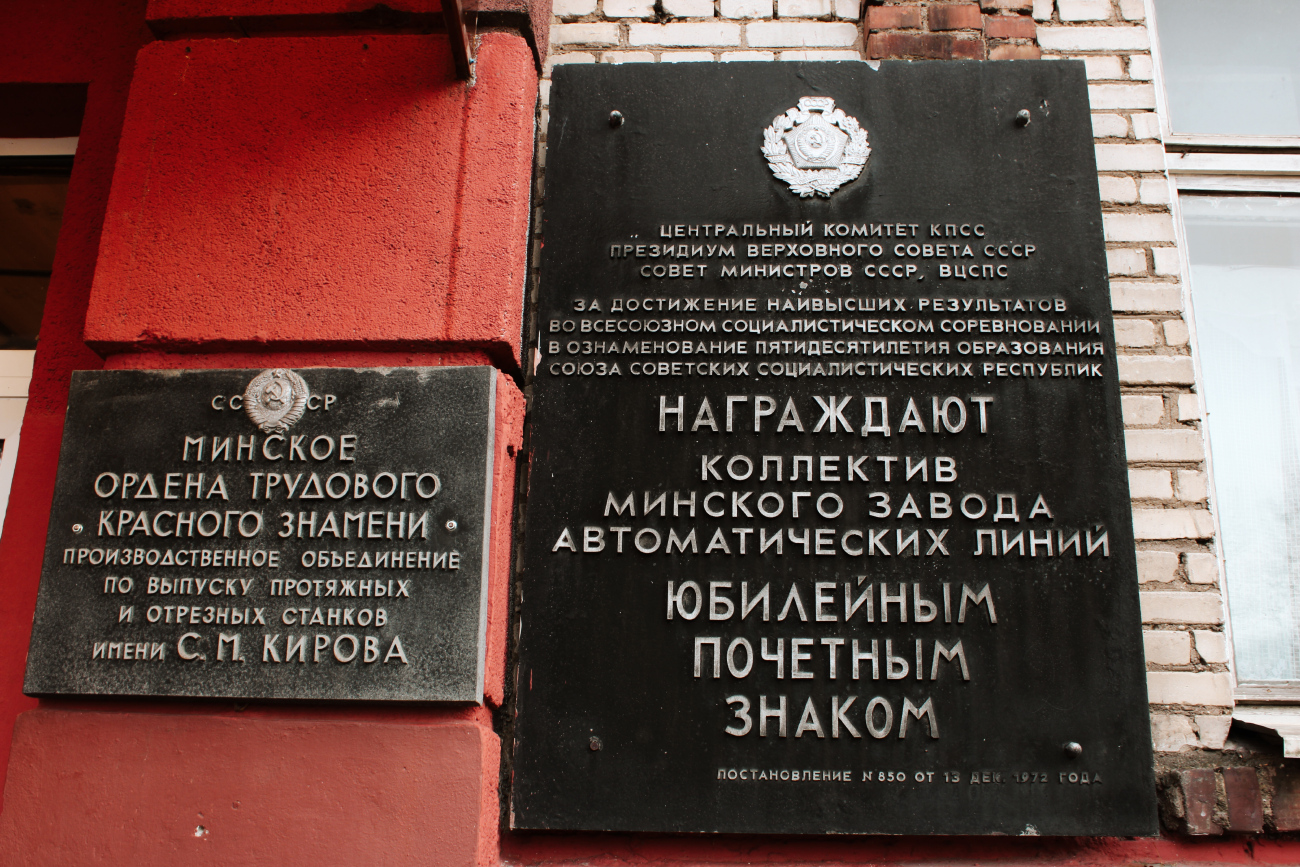 СССР
МИНСКОЕ
ОРДЕНА ТРУДОВОГО
КРАСНОГО ЗНАМЕНИ
ПРОИЗВОДСТВЕННОЕ ОБЪЕДИНЕНИЕ
ПО ВЫПУСКУ ПРОТЯЖНЫХ
И ОТРЕЗНЫХ СТАНКОВ
ИМЕНИ С. М. КИРОВА
ЦЕНТРАЛЬНЫЙ КОМИТЕТ КПСС
ПРЕЗИДИУМ ВЕРХОВНОГО СОВЕТА СССР
СОВЕТ МИНИСТРОВ СССР, ВЦСПС
ЗА ДОСТИЖЕНИЕ НАИВЫСШИХ РЕЗУЛЬТАТОВ
ВО ВСЕСОЮЗНОМ СОЦИАЛИСТИЧЕСКОМ СОРЕВНОВАНИИ
В ОЗНАМЕНОВАНИЕ ПЯТИДЕСЯТИЛЕТИЯ ОБРАЗОВАНИЯ
СОЮЗА СОВЕТСКИХ СОЦИАЛИСТИЧЕСКИХ РЕСПУБЛИК
НАГРАЖДАЮТ
КОЛЛЕКТИВ
МИНСКОГО ЗАВОДА
АВТОМАТИЧЕСКИХ ЛИНИЙ
ЮБИЛЕЙНЫМ
ПОЧЕТНЫМ
ЗНАКОМ
ПОСТАНОВЛЕНИЕ N 850 ОТ 13 ДЕК. 1972 ГОДА